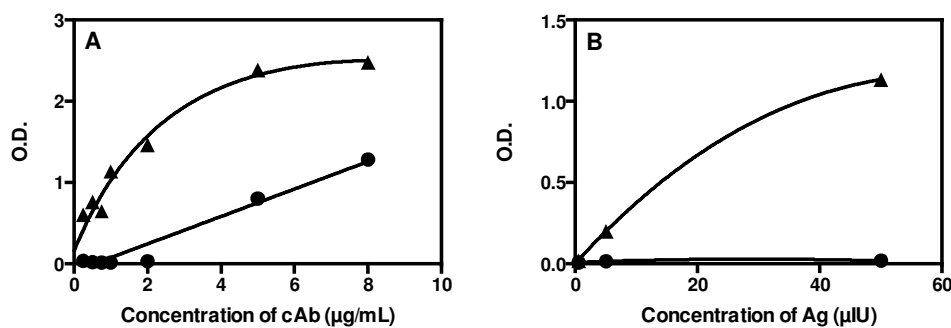 A
O.D.
3
2
1
0
0 2 4 6 8 10
Concentration of cAb (µg/mL)
B
O.D.
1.5
1.0
0.5
0.0
0 20 40 60
Concentration of Ag (µIU)